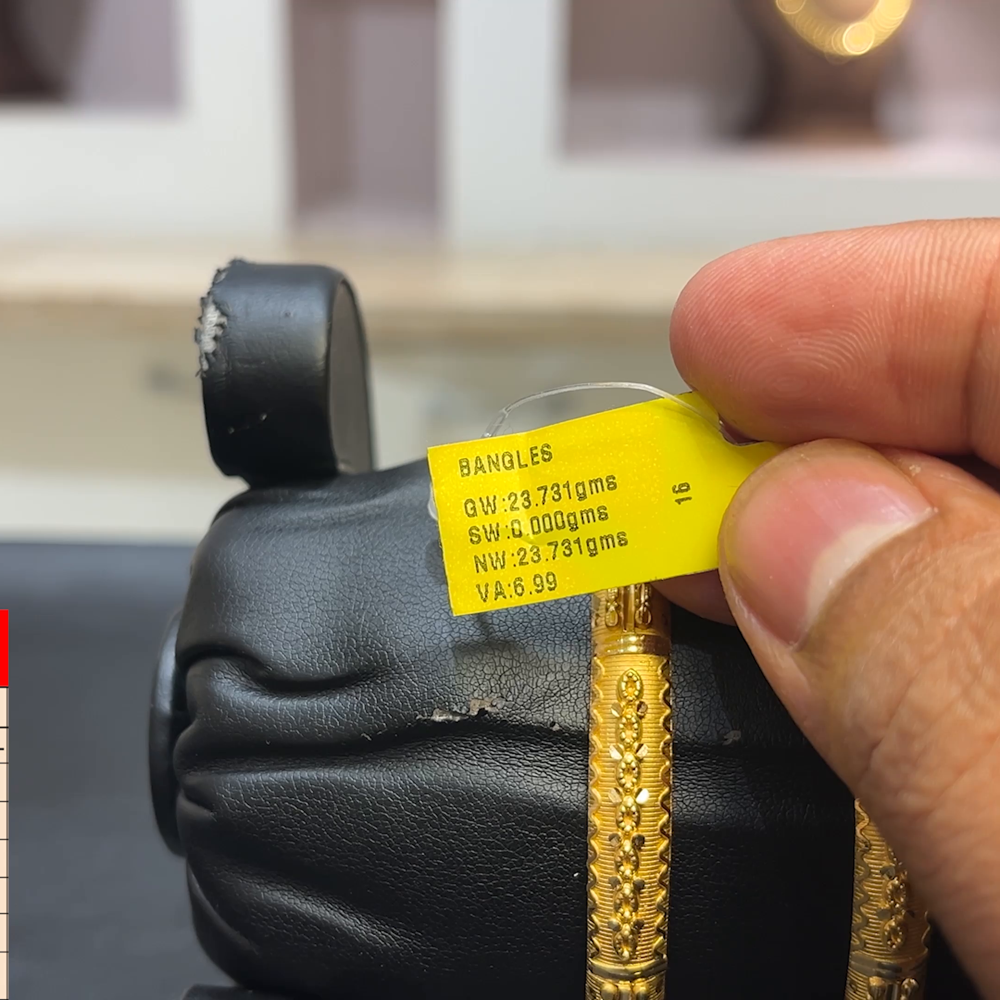 BANGLES
GW:23.731gms
SW:0.000gms
NW:23.731gms
VA:6.99
16